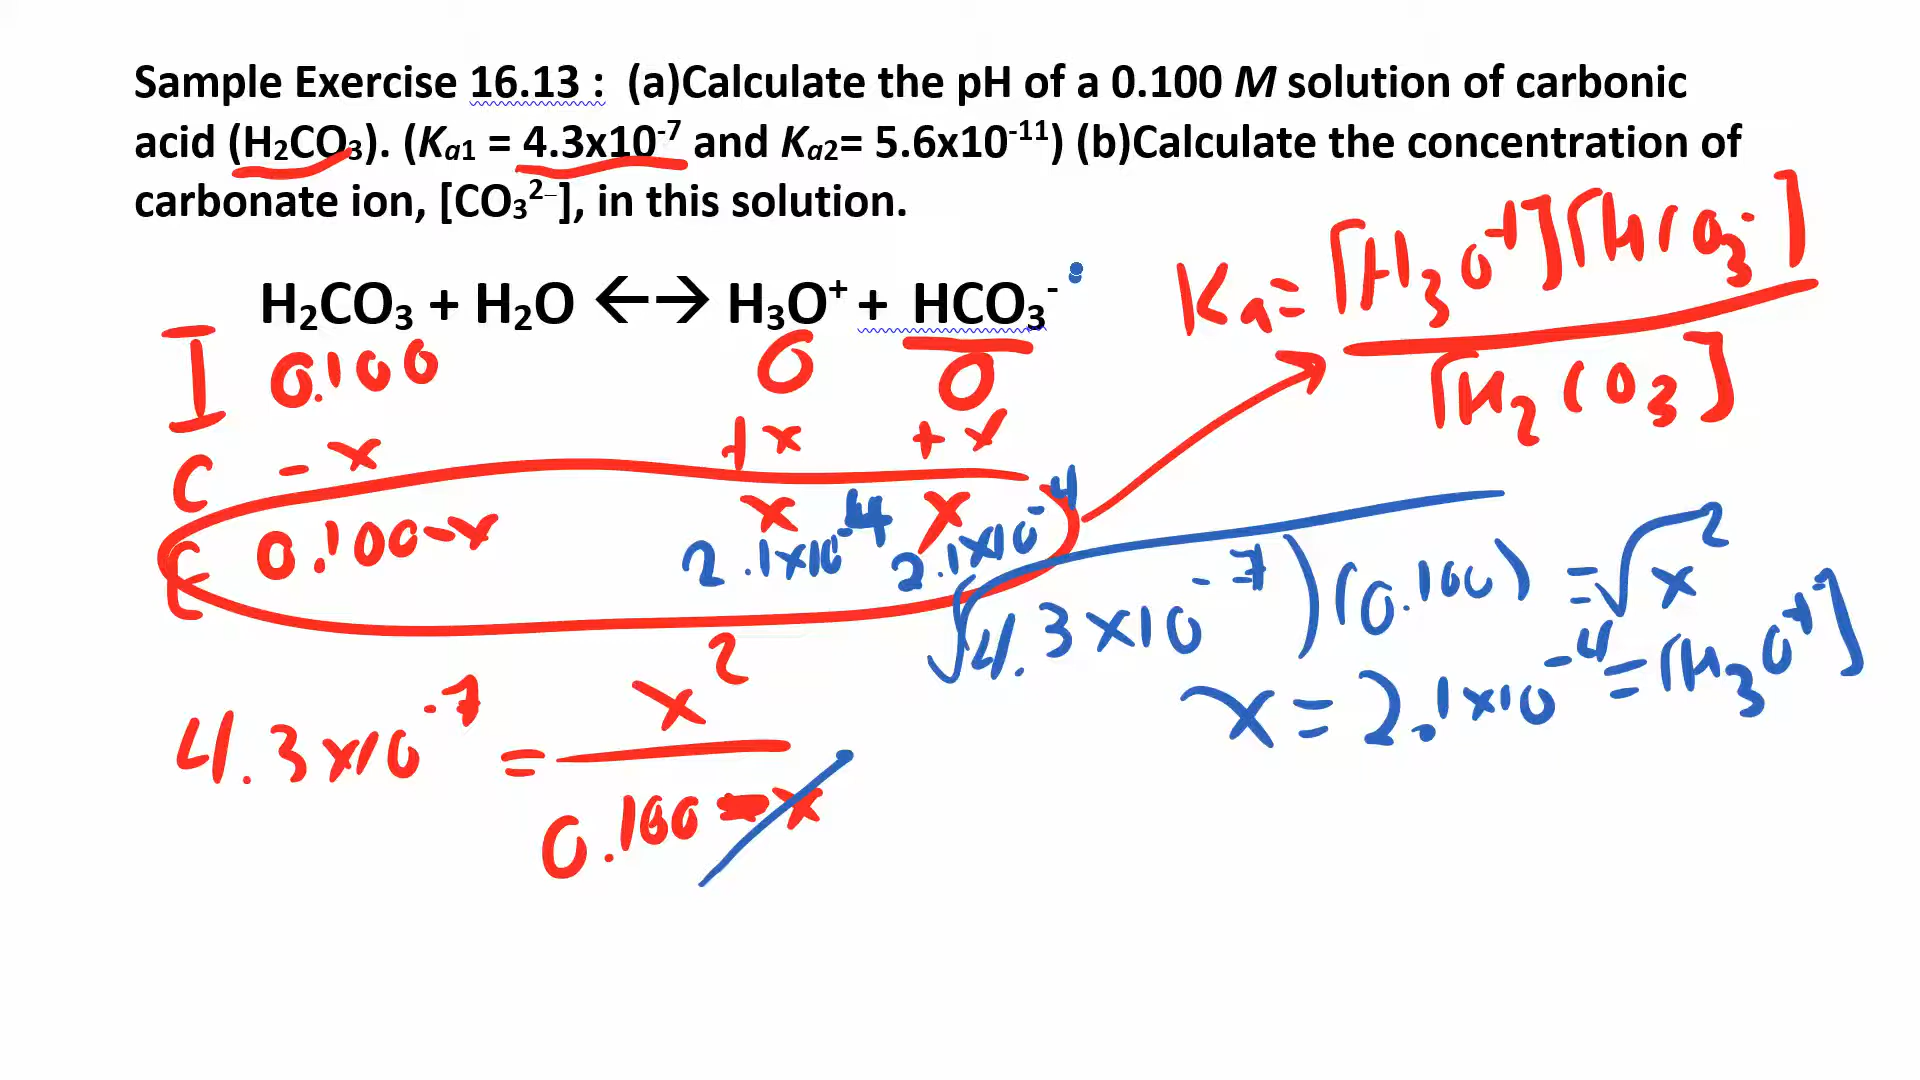 Sample Exercise 16.13 : (a)Calculate the pH of a 0.100 M solution of carbonic
acid (H₂CO₃). (Kₐ₁ = 4.3x10⁻⁷ and Kₐ₂= 5.6x10⁻¹¹) (b)Calculate the concentration of
carbonate ion, [CO₃²⁻], in this solution.
H₂CO₃ + H₂O ←→ H₃O⁺ + HCO₃⁻
Kₐ = [H₃O⁺¹][HCO₃⁻] / [H₂CO₃]
I 0.100 0 0
C -x +x +x
E 0.100-x x x
2.1x10⁻⁴ 2.1x10⁻⁴
√(4.3x10⁻⁷)(0.100) = √x²
x = 2.1x10⁻⁴ = [H₃O⁺¹]
4.3x10⁻⁷ = x² / 0.100-x